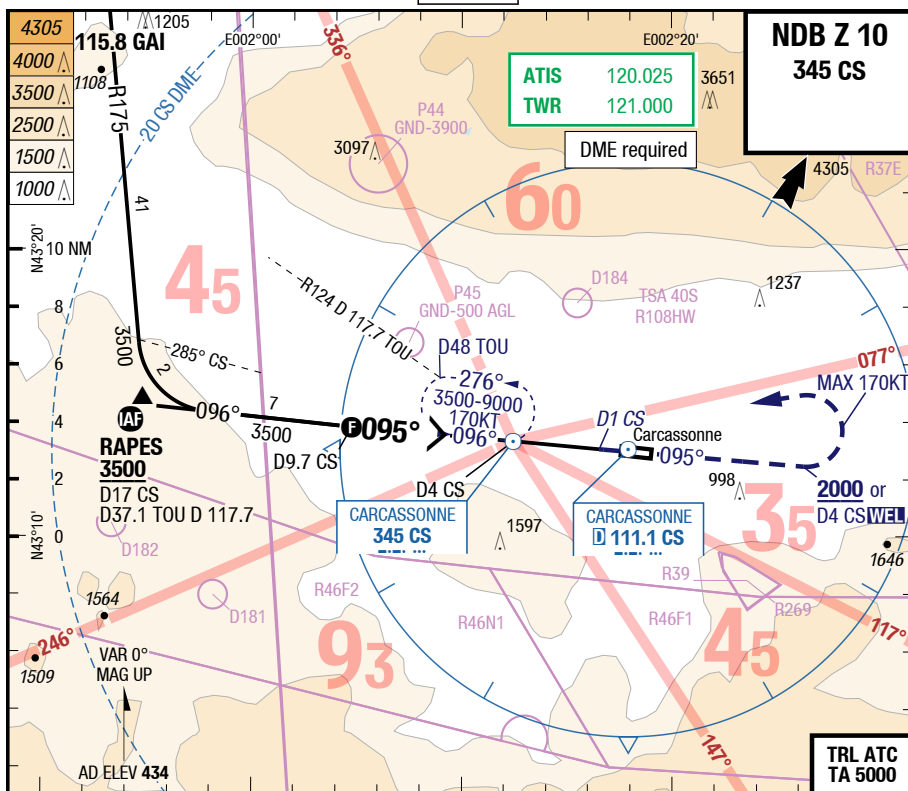 4305
4000
3500
2500
1500
1000
1205
115.8 GAI
1108
R175
41
20 CS DME
E002°00'
336°
P44
GND-3900
3097
ATIS 120.025
TWR 121.000
DME required
E002°20'
3651
NDB Z 10
345 CS
4305
R37E
60
45
N43°20'
10 NM
8
6
4
2
0
N43°10'
3500
2
285° CS
R124 D 117.7 TOU
P45
GND-500 AGL
D184
TSA 40S
R108HW
1237
077°
MAX 170KT
D48 TOU
276°
3500-9000
170KT
096°
IAF
RAPES
3500
D17 CS
D37.1 TOU D 117.7
096°
7
3500
F
095°
D9.7 CS
D4 CS
D1 CS
Carcassonne
095°
998
2000 or
D4 CS WEL
35
CARCASSONNE
345 CS
1597
CARCASSONNE
D 111.1 CS
1646
D182
D181
1564
246°
1509
R46F2
R46N1
R46F1
R39
R269
117°
93
45
147°
VAR 0°
MAG UP
AD ELEV 434
TRL ATC
TA 5000